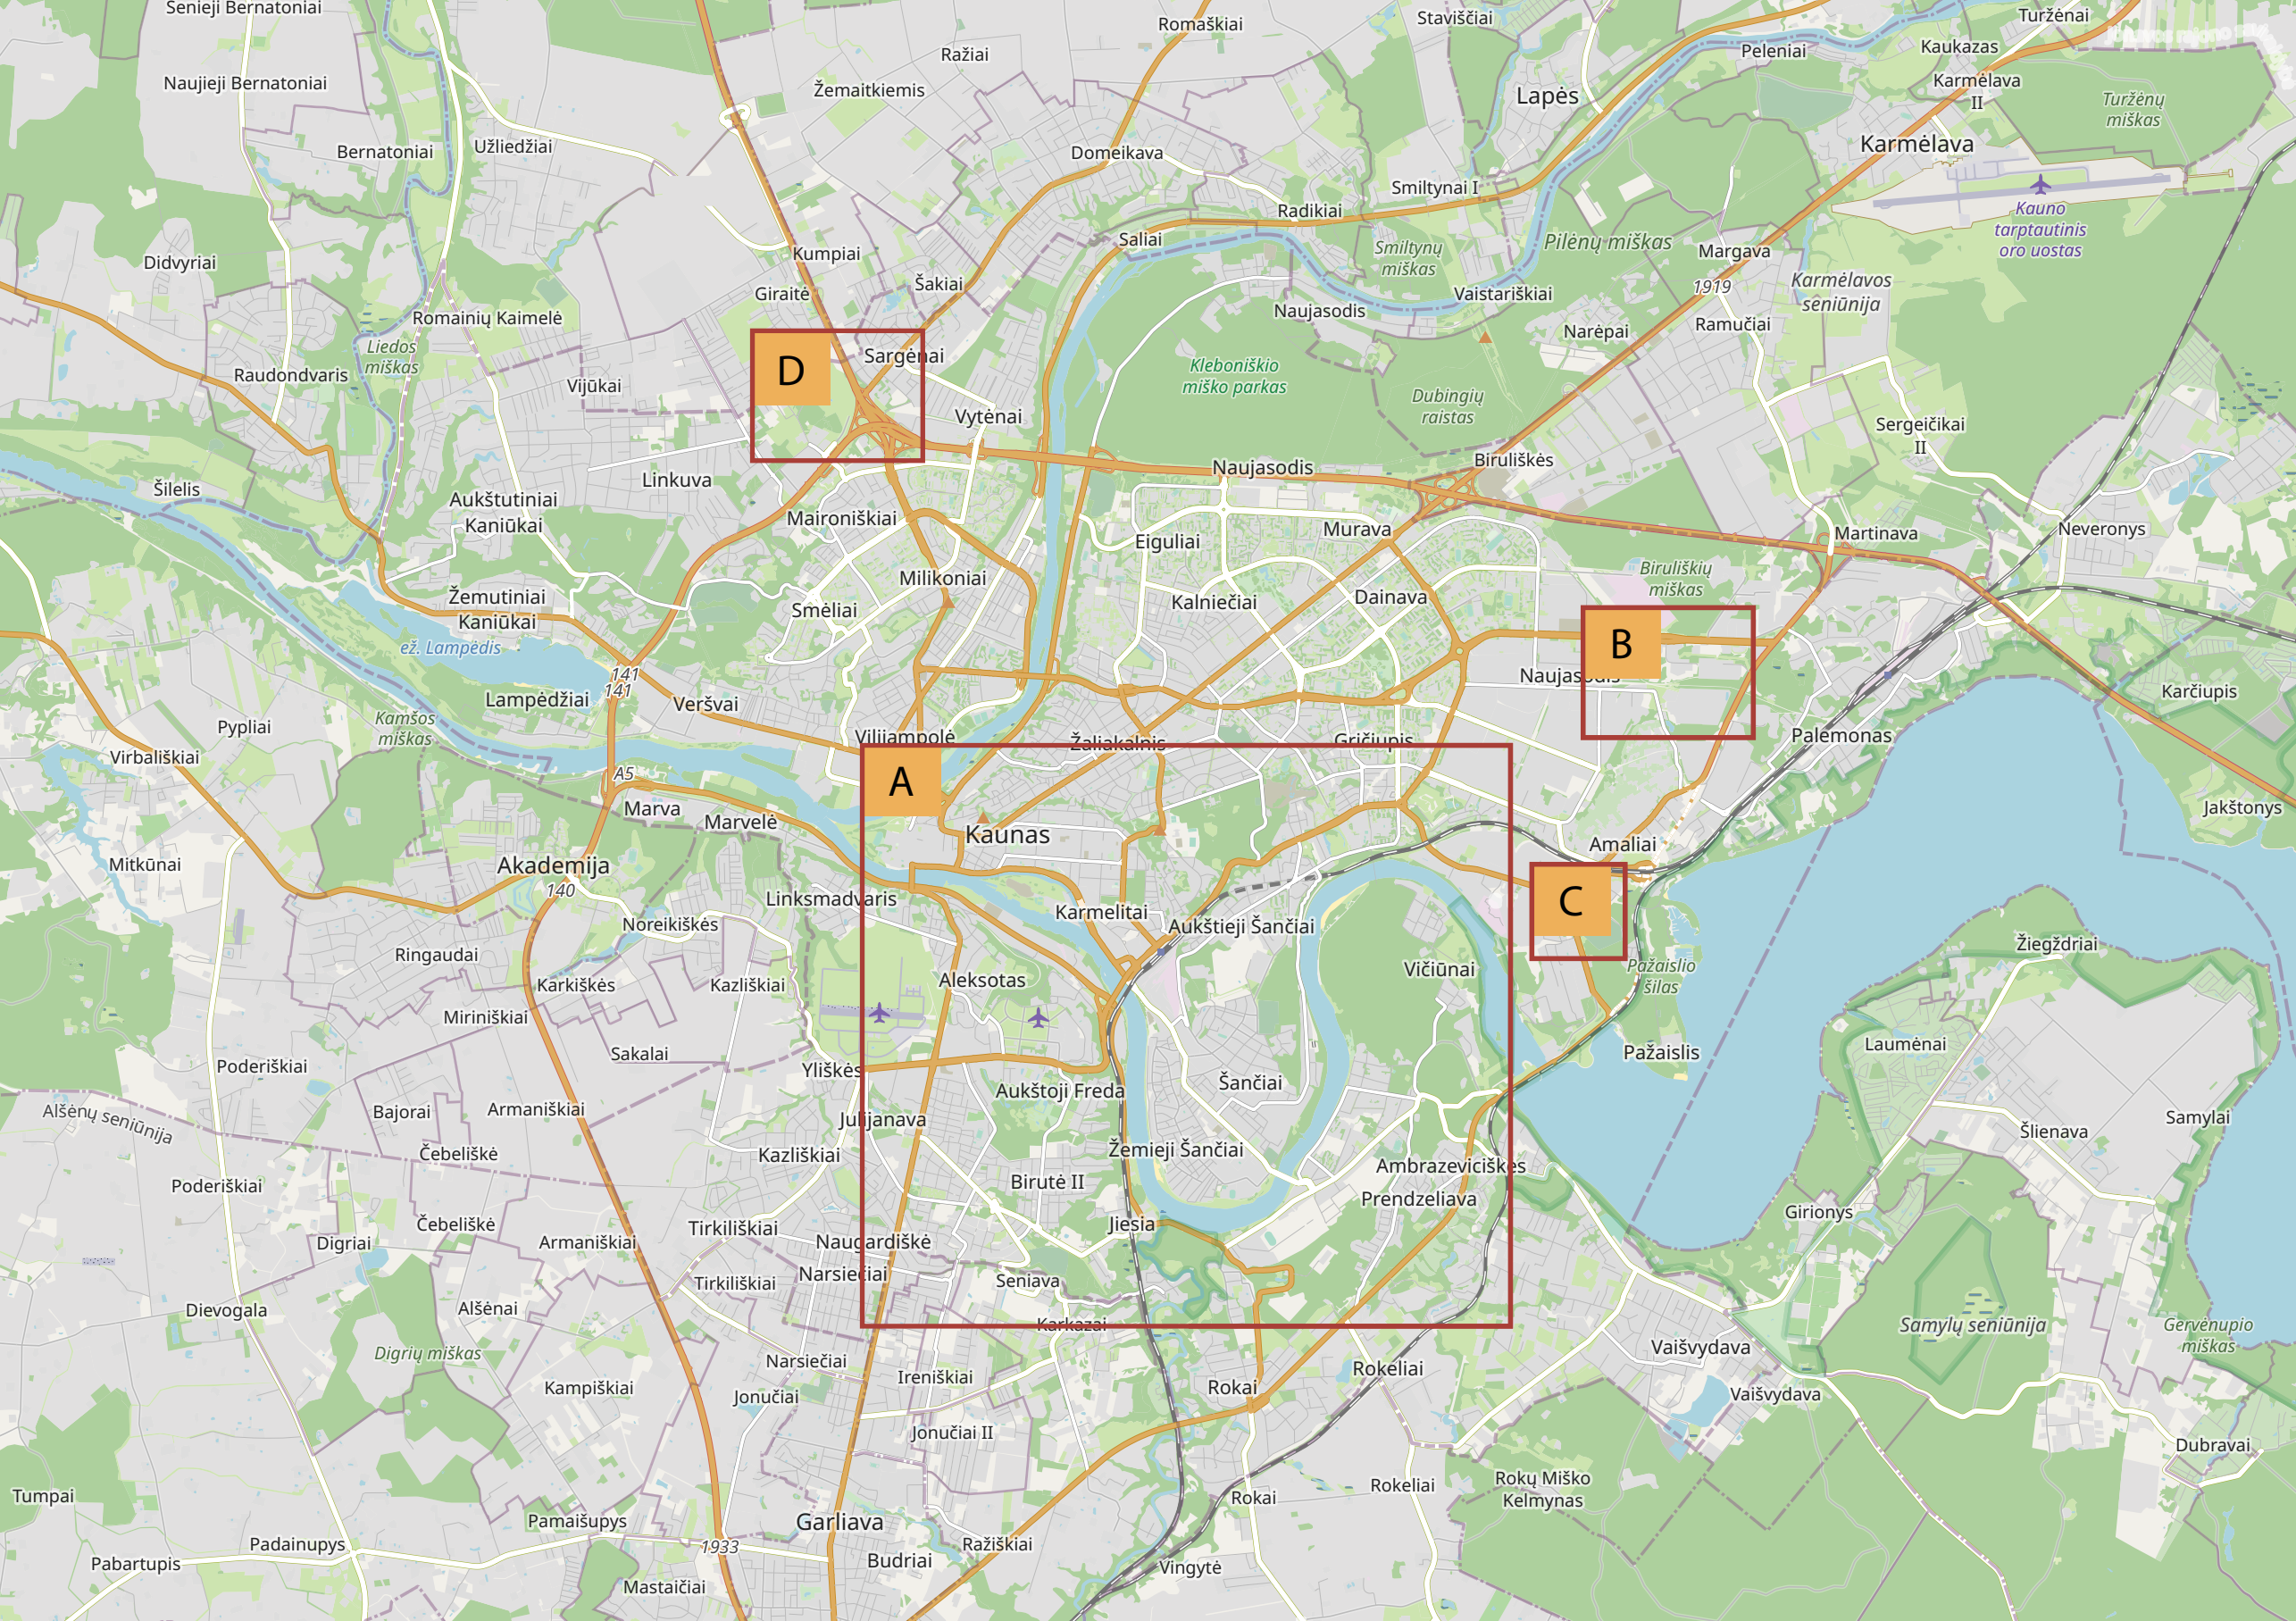 Senieji Bernatoniai
Romaškiai
Staviščiai
Turžėnai
Ražiai
Peleniai
Kaukazas
Naujieji Bernatoniai
Žemaitkiemis
Lapės
Karmėlava
II
Turžėnų
miškas
Bernatoniai
Užliedžiai
Domeikava
Karmėlava
Smiltynai I
Radikiai
Kauno
tarptautinis
oro uostas
Saliai
Smiltynų
miškas
Pilėnų miškas
Margava
Didvyriai
Kumpiai
Šakiai
Giraitė
Vaistariškiai
1919
Karmėlavos
seniūnija
Romainių Kaimelė
Naujasodis
Narėpai
Ramučiai
Liedos
miškas
D
Sargėnai
Kleboniškio
miško parkas
Raudondvaris
Vijūkai
Dubingių
raistas
Vytėnai
Sergeičikai
II
Linkuva
Naujasodis
Biruliškės
Šilelis
Aukštutiniai
Kaniūkai
Maironiškiai
Eiguliai
Murava
Martinava
Neveronys
Milikoniai
Biruliškių
miškas
Žemutiniai
Kaniūkai
Smėliai
Kalniečiai
Dainava
ež. Lampėdis
B
141
141
Naujasodis
Lampėdžiai
Veršvai
Karčiupis
Kamšos
miškas
Pypliai
Virbališkiai
Vilijampolė
Žaliakalnis
Gričiupis
Palemonas
A5
A
Marva
Marvelė
Kaunas
Jakštonys
Mitkūnai
Akademija
140
Amaliai
Linksmadvaris
C
Noreikiškės
Karmelitai
Aukštieji Šančiai
Ringaudai
Žiegždriai
Karkiškės
Kazliškiai
Aleksotas
Vičiūnai
Pažaislio
šilas
Miriniškiai
Sakalai
Poderiškiai
Yliškės
Aukštoji Freda
Šančiai
Pažaislis
Laumėnai
Alšėnų seniūnija
Bajorai
Armaniškiai
Julijanava
Samylai
Čebeliškė
Kazliškiai
Žemieji Šančiai
Šlienava
Poderiškiai
Birutė II
Ambrazeviciškės
Prendzeliava
Čebeliškė
Digriai
Armaniškiai
Tirkiliškiai
Naugardiškė
Jiesia
Girionys
Tirkiliškiai
Narsiečiai
Seniava
Dievogala
Alšėnai
Karkazai
Samylų seniūnija
Gervėnupio
miškas
Digrių miškas
Narsiečiai
Vaišvydava
Kampiškiai
Jonučiai
Ireniškiai
Rokai
Rokeliai
Vaišvydava
Jonučiai II
Dubravai
Tumpai
Rokai
Rokeliai
Rokų Miško
Kelmynas
Pamaišupys
Garliava
Padainupys
1933
Ražiškiai
Pabartupis
Budriai
Vingytė
Mastaičiai